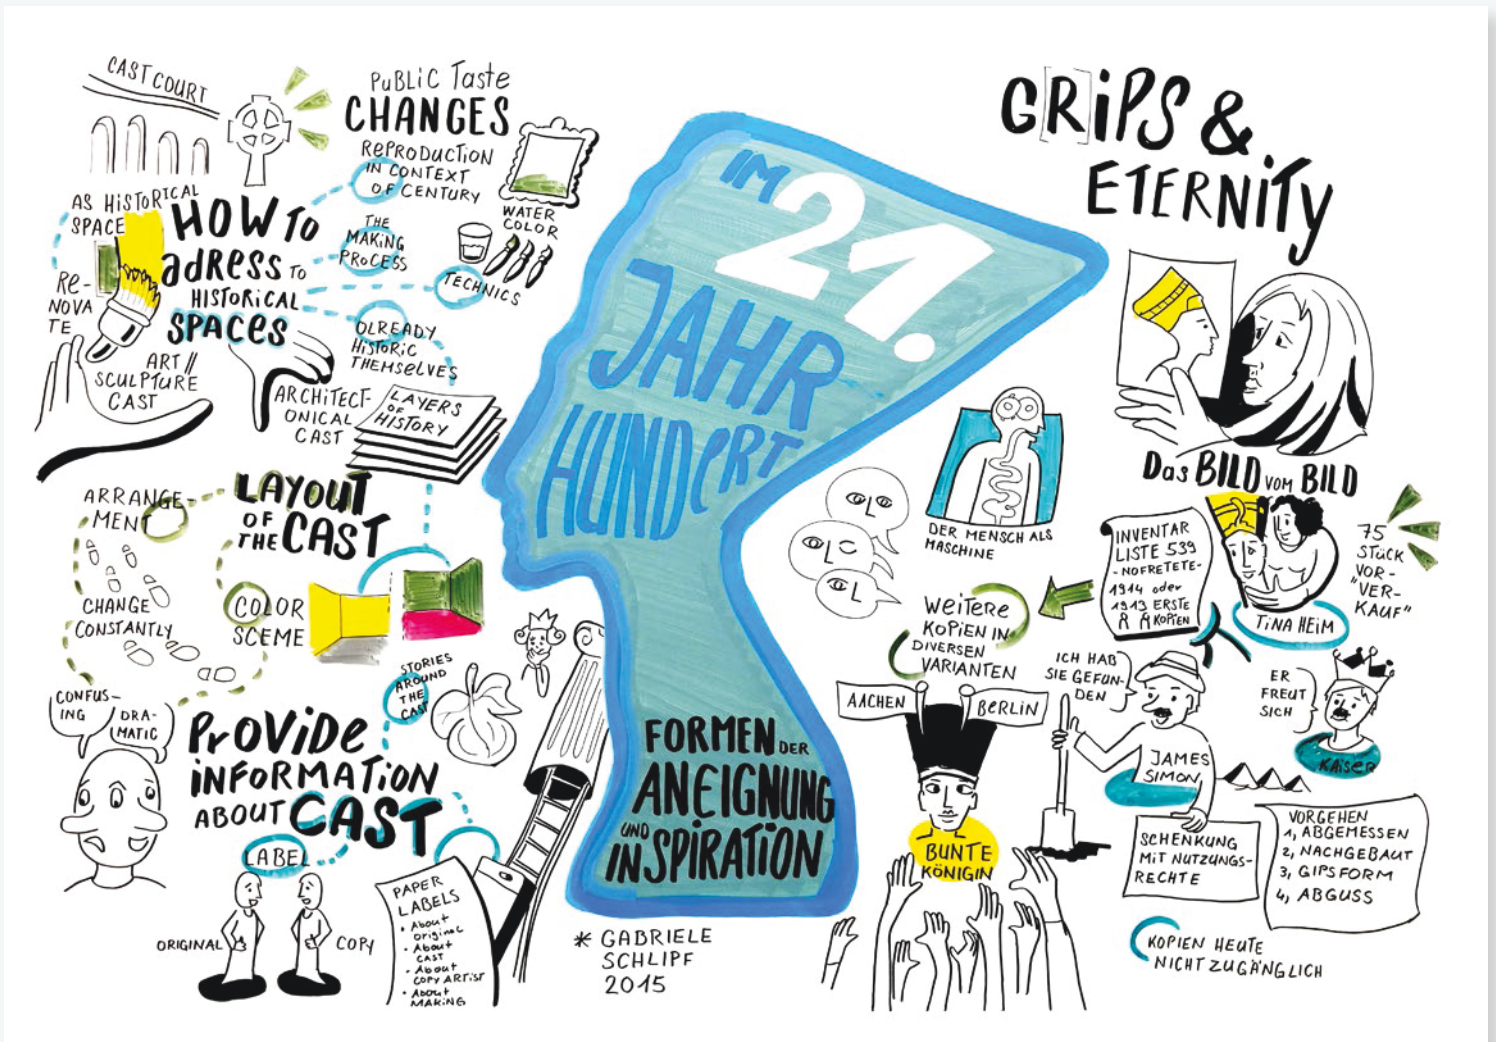 CAST COURT
PUBLIC Taste
CHANGES
REPRODUCTION
IN CONTEXT
OF CENTURY
WATER
COLOR
AS HISTORICAL
SPACE
HOW TO
adRess TO
HISTORICAL
SPACES
THE
MAKING
PROCESS
TECHNICS
Re-
NOVA
TE
OLREADY
HISTORIC
THEMSELVES
ART //
SCULPTURE
CAST
ARCHITECT-
ONICAL
CAST
LAYERS
OF
HISTORY
ARRANGE-
MENT
LAYOUT
OF
THE CAST
CHANGE
CONSTANTLY
COLOR
SCEME
STORIES
AROUND
THE
CAST
CONFUS-
ING
DRA-
MATIC
PROVIDE
INFORMATION
ABOUT CAST
LABEL
ORIGINAL
COPY
PAPER
LABELS
• About
original
• About
CAST
• About
COPY ARTIST
• About
MAKING
IM 21.
JAHR
HUNDERT
FORMEN DER
ANEIGNUNG
UND
INSPIRATION
* GABRIELE
SCHLIPF
2015
G[R]IPS &
ETERNITY
Das BILD VOM BILD
DER MENSCH ALS
MASCHINE
INVENTAR
LISTE 539
- NOFRETETE-
1914 oder
1913 ERSTE
KOPIEN
TINA HEIM
75
STÜCK
VOR-
"VER-
KAUF"
WEITERE
KOPIEN IN
DIVERSEN
VARIANTEN
AACHEN
BERLIN
ICH HAB
SIE GEFUN-
DEN
ER
FREUT
SICH
JAMES
SIMON
KAISER
BUNTE
KÖNIGIN
SCHENKUNG
MIT NUTZUNGS-
RECHTE
VORGEHEN
1, ABGEMESSEN
2, NACHGEBAUT
3, GIPSFORM
4, ABGUSS
KOPIEN HEUTE
NICHT ZUGÄNGLICH